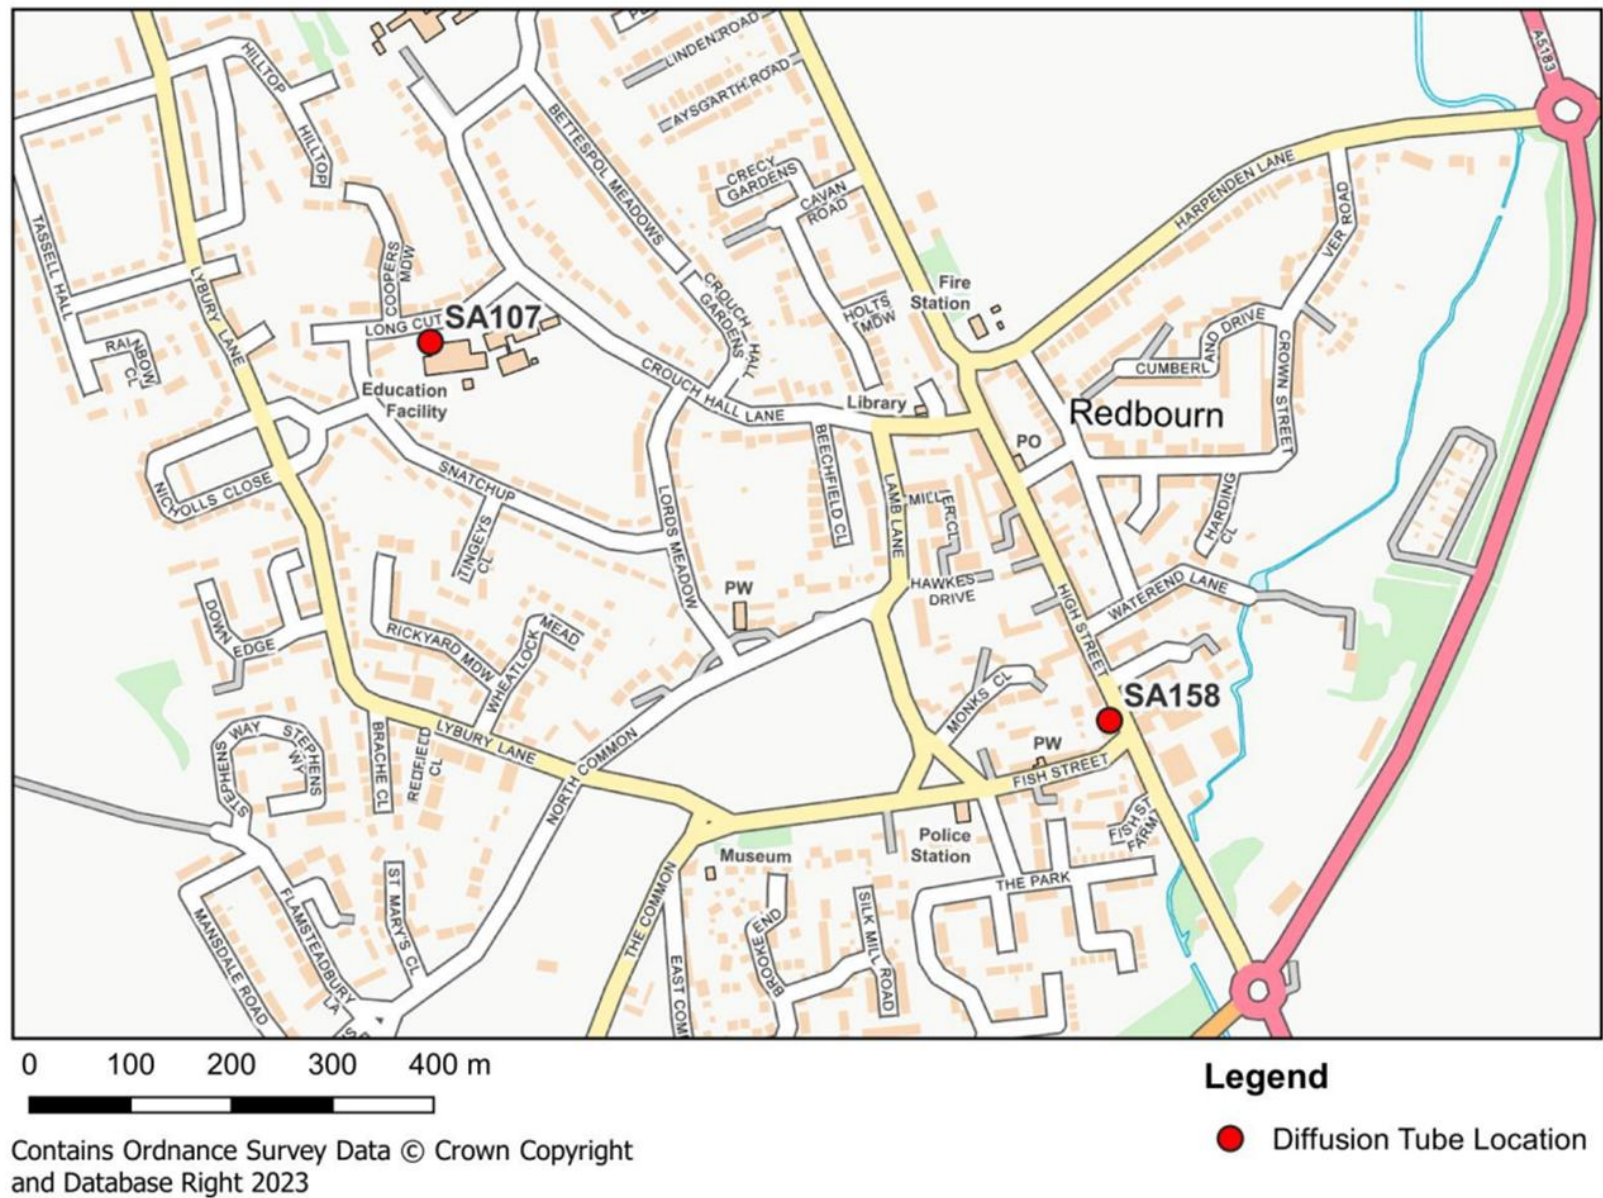 LINDEN ROAD
A5183
HILLTOP
AYSGARTH ROAD
BETTESPOL MEADOWS
HILLTOP
CRECY
GARDENS
HARPENDEN LANE
CAVAN
ROAD
VER ROAD
TASSELL HALL
COOPERS
MDW
LYBURY LANE
CROUCH
GARDENS
HALL
Fire
Station
HOLTS
MDW
SA107
LONG CUT
CUMBERLAND DRIVE
CROWN STREET
RAINBOW
CL
Education
Facility
CROUCH HALL LANE
Library
Redbourn
PO
BEECHFIELD CL
SNATCHUP
NICHOLLS CLOSE
LORDS MEADOW
LAMB LANE
MILLER CL
HARDING
CL
TINGEYS
CL
HAWKES
DRIVE
PW
HIGH STREET
WATEREND LANE
DOWN
EDGE
RICKYARD MDW
WHEATLOCK
MEAD
MONKS CL
SA158
STEPHENS
WAY
STEPHENS
WY
BRACHE CL
REDFIELD
CL
LYBURY LANE
NORTH COMMON
PW
FISH STREET
FISH ST
FARM
Police
Station
Museum
THE PARK
THE COMMON
ST MARY'S CL
FLAMSTEADBURY
LA
MANSDALE ROAD
EAST COM
BROOKE END
SILK MILL ROAD
0 100 200 300 400 m
Legend
Diffusion Tube Location
Contains Ordnance Survey Data © Crown Copyright
and Database Right 2023